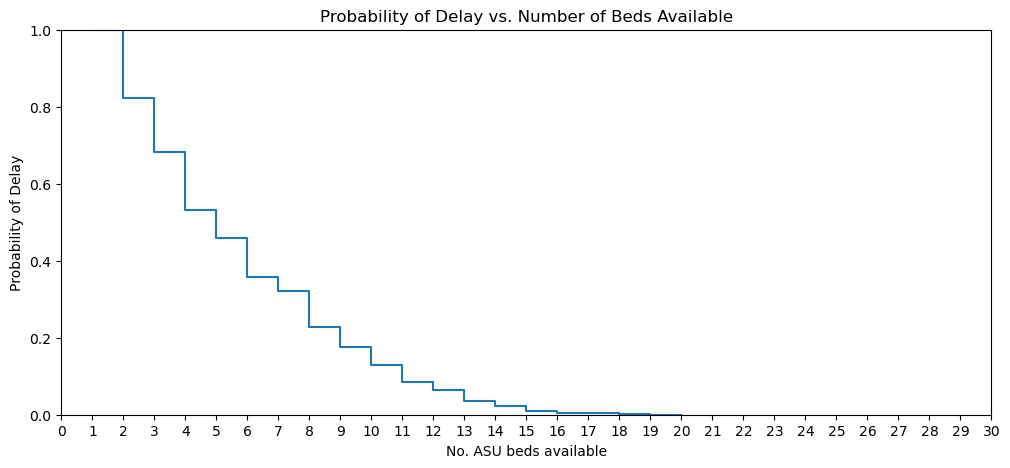 Probability of Delay vs. Number of Beds Available
1.0
0.8
0.6
0.4
0.2
0.0
Probability of Delay
0 1 2 3 4 5 6 7 8 9 10 11 12 13 14 15 16 17 18 19 20 21 22 23 24 25 26 27 28 29 30
No. ASU beds available